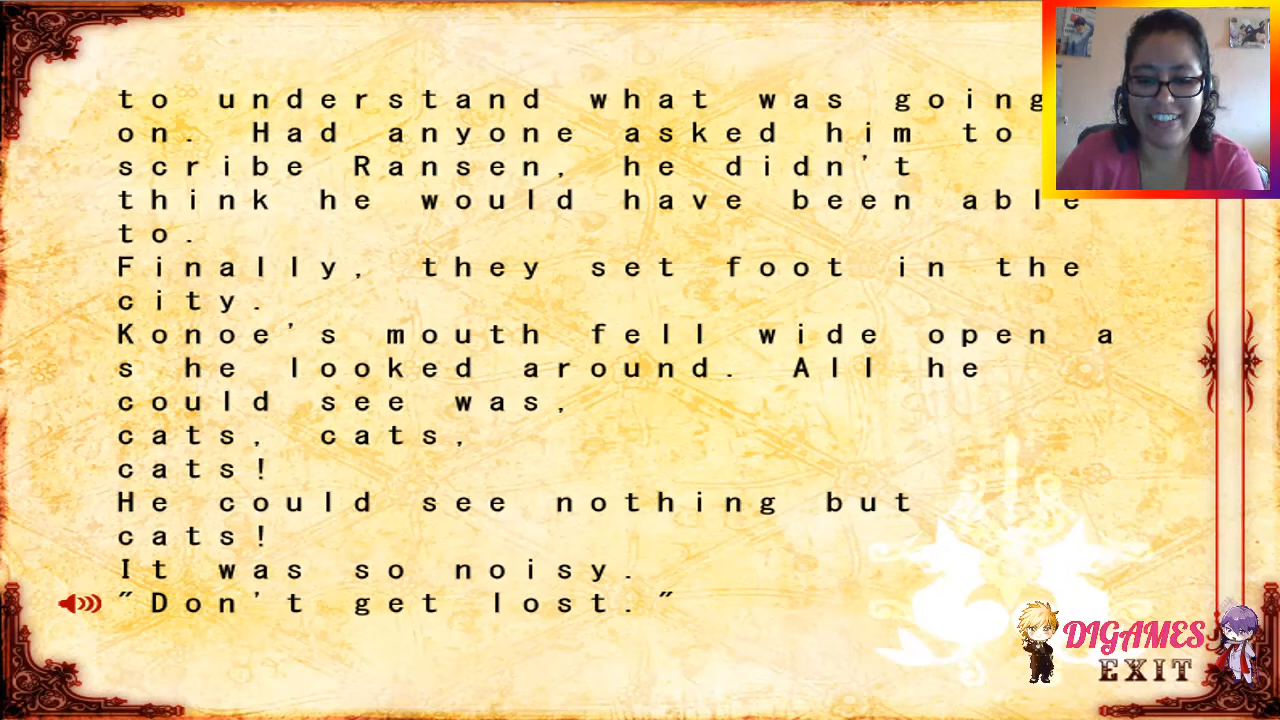 to understand what was going
on. Had anyone asked him to
scribe Ransen, he didn't
think he would have been able
to.
Finally, they set foot in the
city.
Konoe's mouth fell wide open a
s he looked around. All he
could see was,
cats, cats,
cats!
He could see nothing but
cats!
It was so noisy.
"Don't get lost."
DIGAMES
EXIT